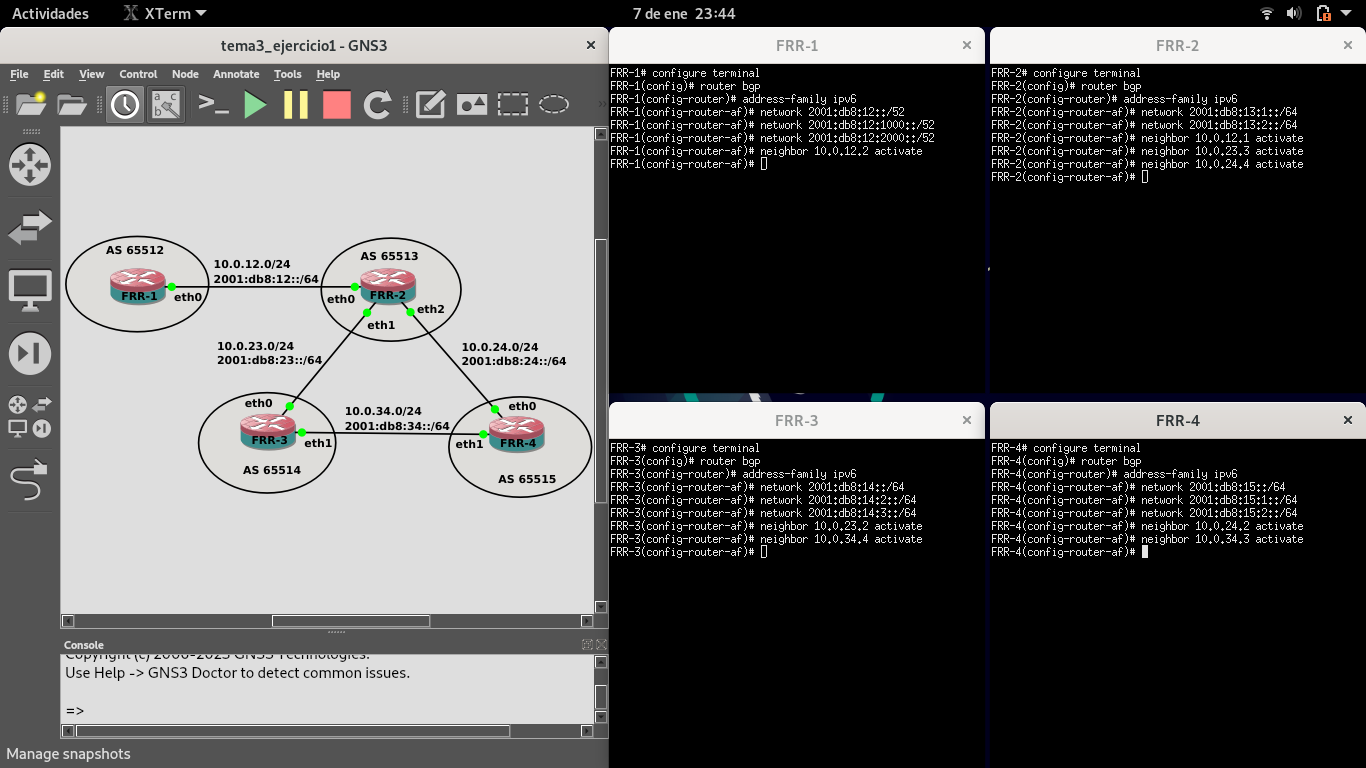 Actividades
XTerm
7 de ene 23:44
tema3_ejercicio1 - GNS3
File Edit View Control Node Annotate Tools Help
AS 65512
FRR-1
eth0
10.0.12.0/24
2001:db8:12::/64
AS 65513
FRR-2
eth0
eth1
eth2
10.0.23.0/24
2001:db8:23::/64
10.0.24.0/24
2001:db8:24::/64
eth0
FRR-3
eth1
AS 65514
10.0.34.0/24
2001:db8:34::/64
eth0
eth1
FRR-4
AS 65515
Console
Copyright (c) 2006-2023 GNS3 Technologies.
Use Help -> GNS3 Doctor to detect common issues.
=>
Manage snapshots
FRR-1
FRR-1# configure terminal
FRR-1(config)# router bgp
FRR-1(config-router)# address-family ipv6
FRR-1(config-router-af)# network 2001:db8:12::/52
FRR-1(config-router-af)# network 2001:db8:12:1000::/52
FRR-1(config-router-af)# network 2001:db8:12:2000::/52
FRR-1(config-router-af)# neighbor 10.0.12.2 activate
FRR-1(config-router-af)#
FRR-2
FRR-2# configure terminal
FRR-2(config)# router bgp
FRR-2(config-router)# address-family ipv6
FRR-2(config-router-af)# network 2001:db8:13:1::/64
FRR-2(config-router-af)# network 2001:db8:13:2::/64
FRR-2(config-router-af)# neighbor 10.0.12.1 activate
FRR-2(config-router-af)# neighbor 10.0.23.3 activate
FRR-2(config-router-af)# neighbor 10.0.24.4 activate
FRR-2(config-router-af)#
FRR-3
FRR-3# configure terminal
FRR-3(config)# router bgp
FRR-3(config-router)# address-family ipv6
FRR-3(config-router-af)# network 2001:db8:14::/64
FRR-3(config-router-af)# network 2001:db8:14:2::/64
FRR-3(config-router-af)# network 2001:db8:14:3::/64
FRR-3(config-router-af)# neighbor 10.0.23.2 activate
FRR-3(config-router-af)# neighbor 10.0.34.4 activate
FRR-3(config-router-af)#
FRR-4
FRR-4# configure terminal
FRR-4(config)# router bgp
FRR-4(config-router)# address-family ipv6
FRR-4(config-router-af)# network 2001:db8:15::/64
FRR-4(config-router-af)# network 2001:db8:15:1::/64
FRR-4(config-router-af)# network 2001:db8:15:2::/64
FRR-4(config-router-af)# neighbor 10.0.24.2 activate
FRR-4(config-router-af)# neighbor 10.0.34.3 activate
FRR-4(config-router-af)#